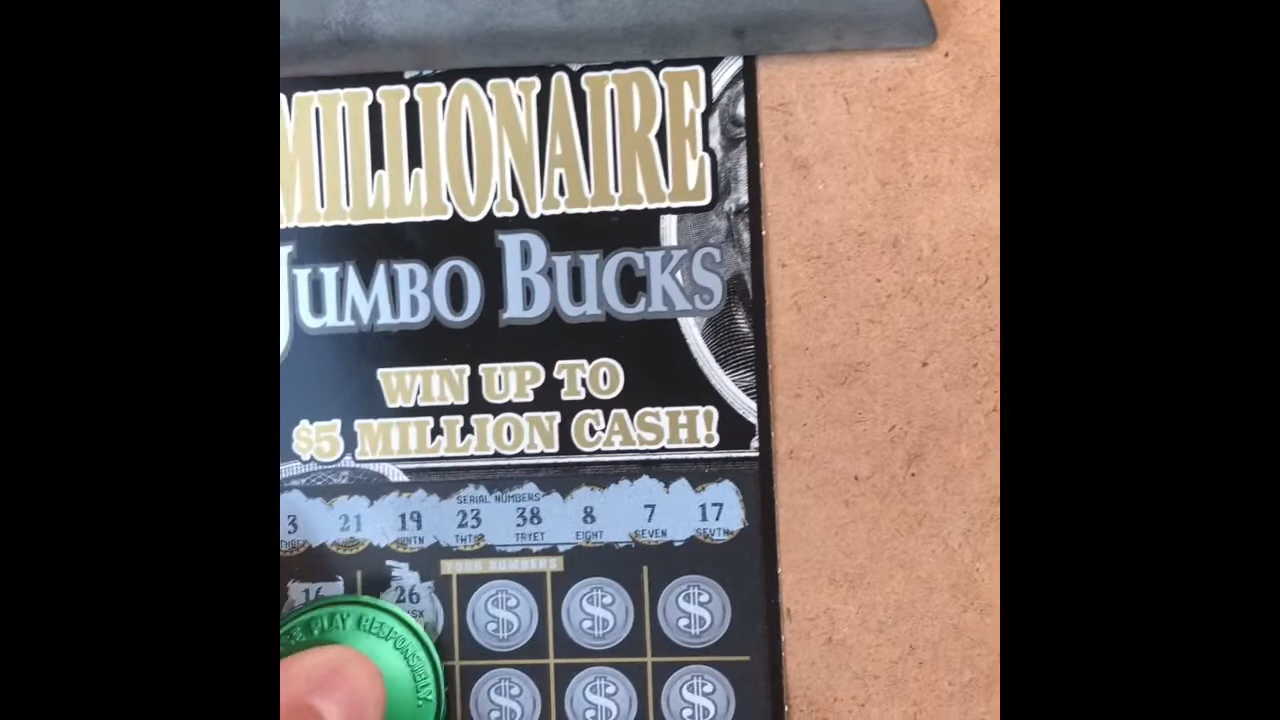 MILLIONAIRE
JUMBO BUCKS
WIN UP TO
$5 MILLION CASH!
SERIAL NUMBERS
3 21 19 23 38 8 7 17
TRYET EIGHT SEVEN SEVTN
YOUR NUMBERS
16 26
PLAY RESPONSIBLY.